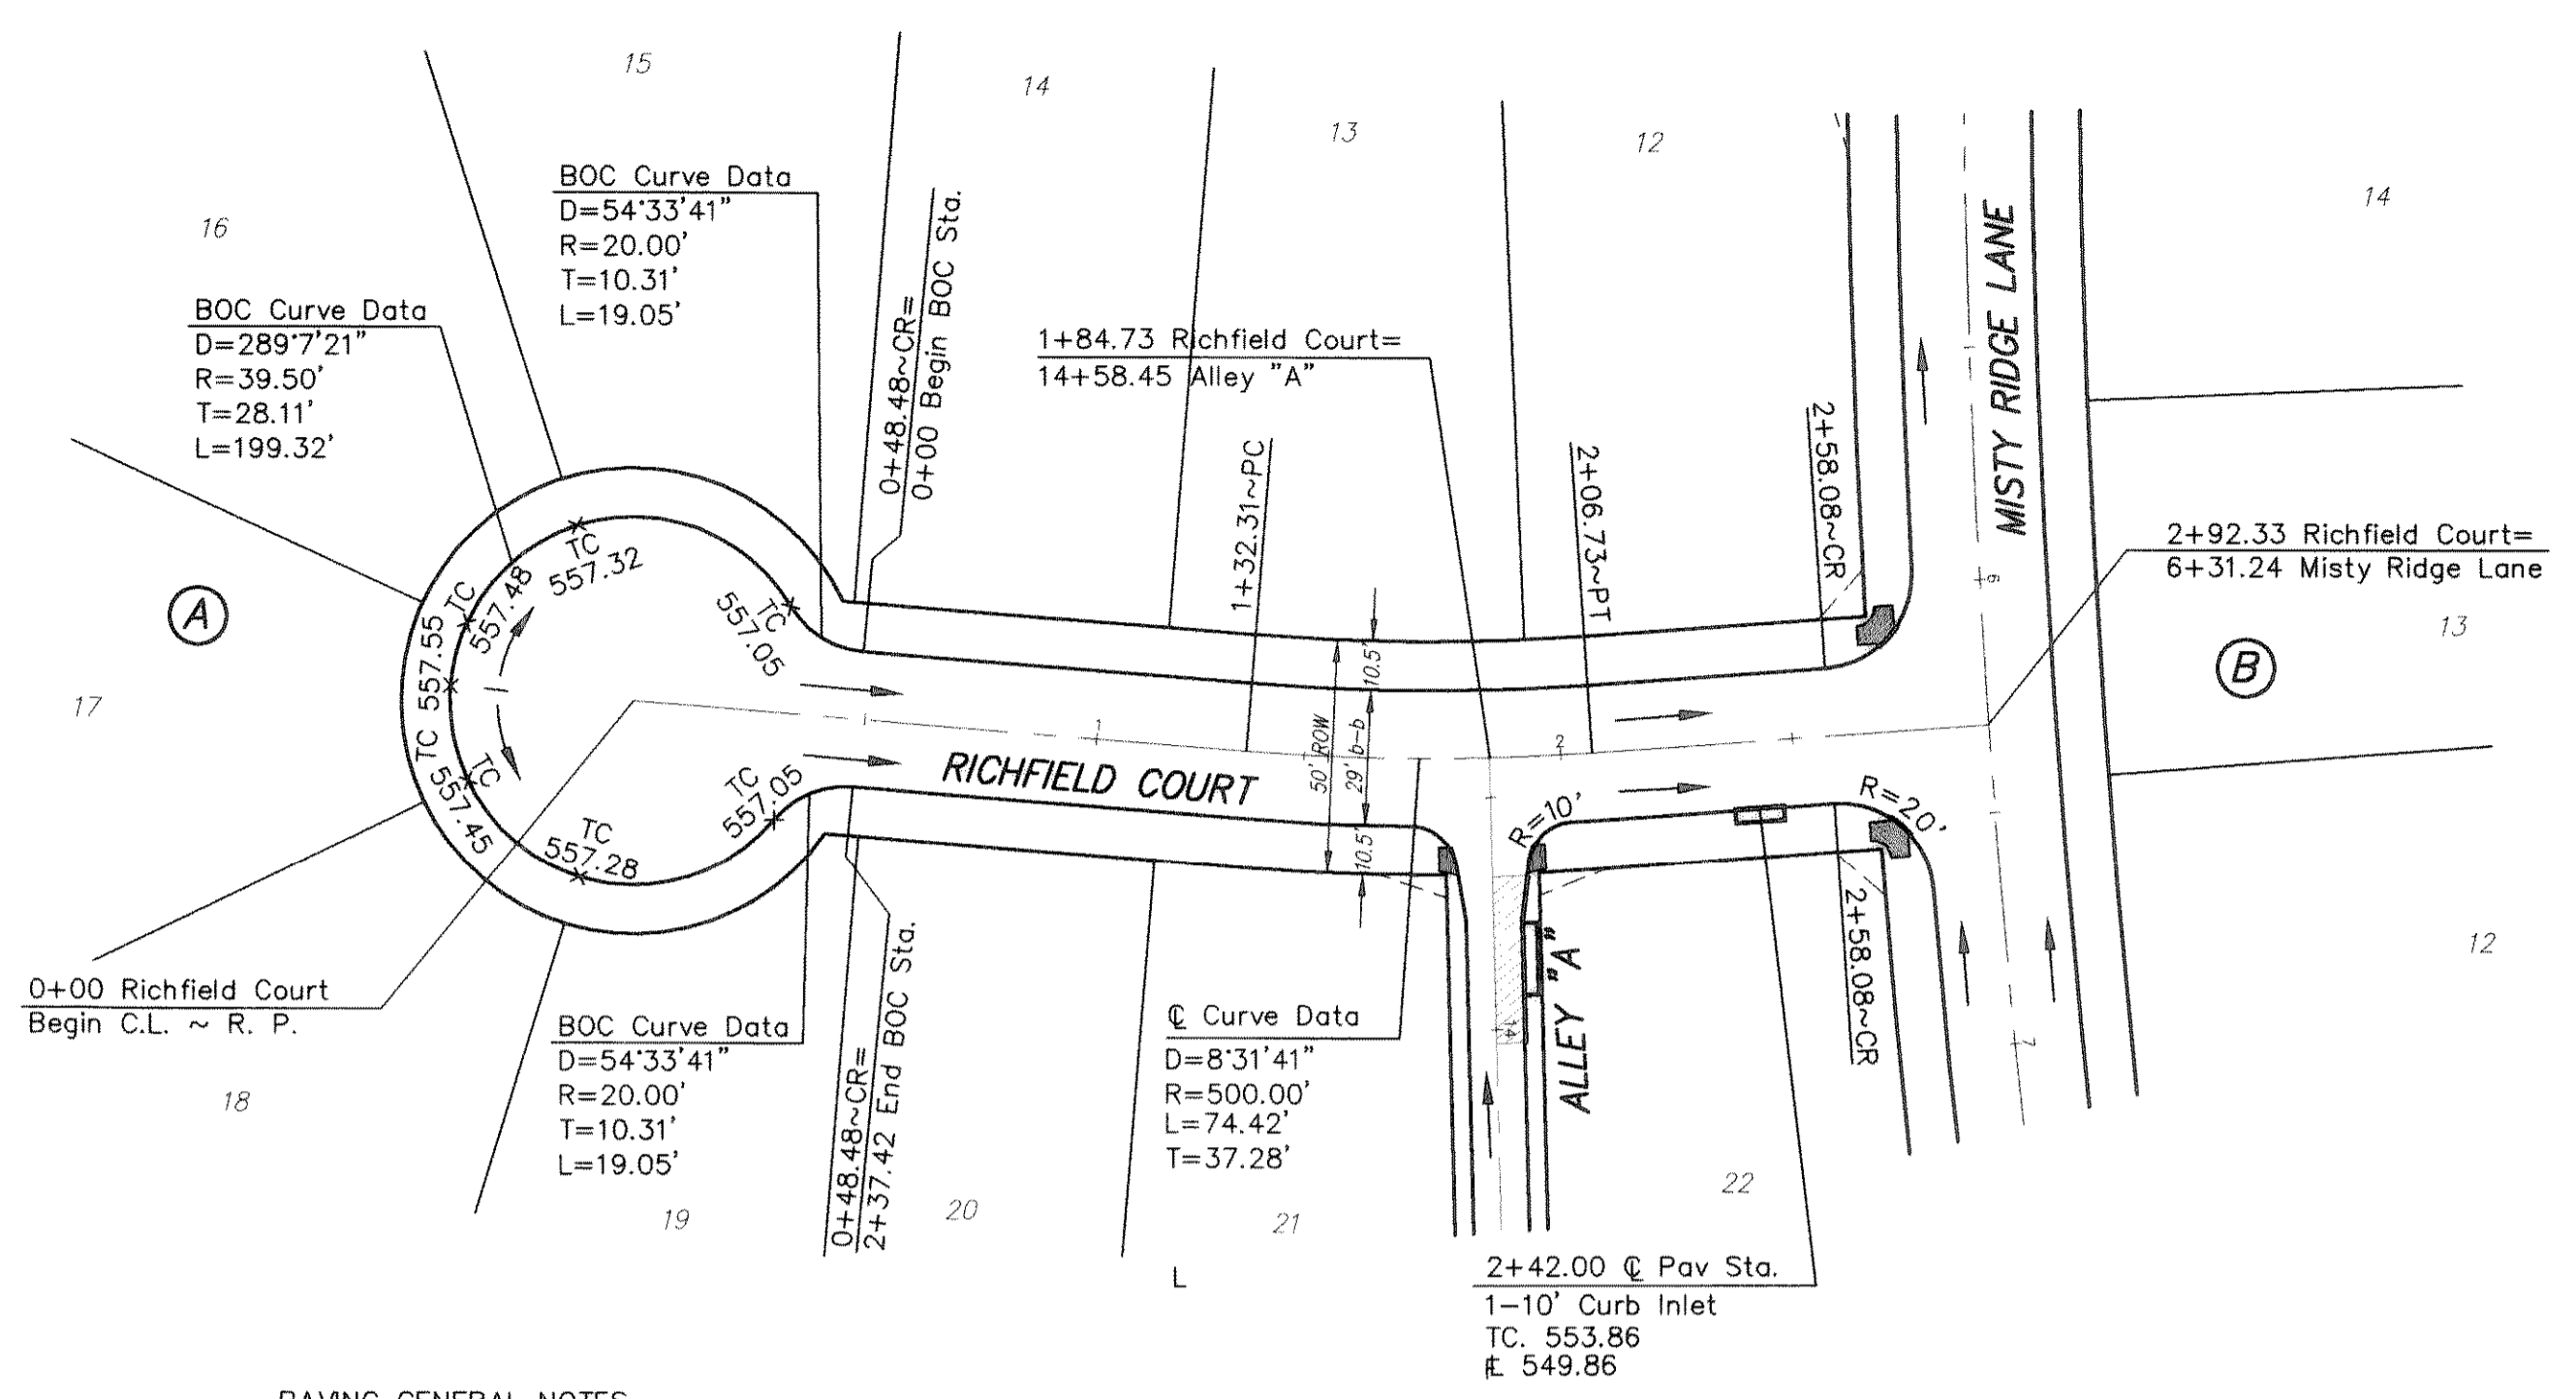 15
14
13
12
14
16
BOC Curve Data
D=54°33'41"
R=20.00'
T=10.31'
L=19.05'
BOC Curve Data
D=289°7'21"
R=39.50'
T=28.11'
L=199.32'
0+48.48~CR=
0+00 Begin BOC Sta.
1+84.73 Richfield Court=
14+58.45 Alley "A"
1+32.31~PC
2+06.73~PT
2+58.08~CR
MISTY RIDGE LANE
6
2+92.33 Richfield Court=
6+31.24 Misty Ridge Lane
13
A
B
17
TC
557.32
TC
557.48
TC 557.55
TC
557.05
TC
557.45
TC
557.28
TC
557.05
1
2
RICHFIELD COURT
10.5'
50' ROW
29' b-b
10.5'
R=10'
R=20'
12
0+00 Richfield Court
Begin C.L. ~ R. P.
18
BOC Curve Data
D=54°33'41"
R=20.00'
T=10.31'
L=19.05'
0+48.48~CR=
2+37.42 End BOC Sta.
℄ Curve Data
D=8°31'41"
R=500.00'
L=74.42'
T=37.28'
14
ALLEY "A"
2+58.08~CR
7
19
20
21
22
L
2+42.00 ℄ Pav Sta.
1-10' Curb Inlet
TC. 553.86
FL 549.86
PAVING GENERAL NOTES